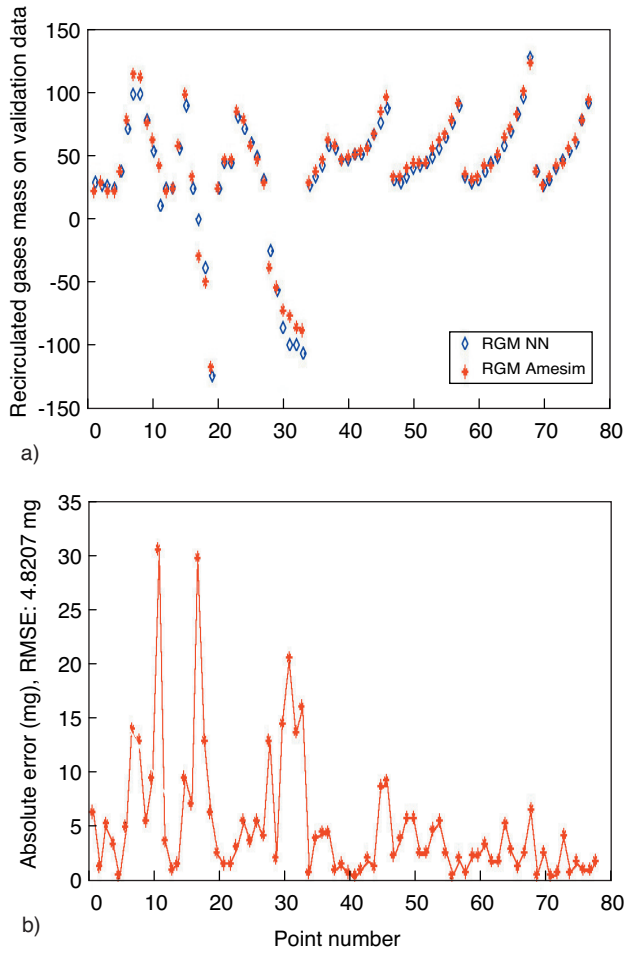 Recirculated gases mass on validation data
150
100
50
0
-50
-100
-150
RGM NN
RGM Amesim
0 10 20 30 40 50 60 70 80
a)
Absolute error (mg), RMSE: 4.8207 mg
35
30
25
20
15
10
5
0
0 10 20 30 40 50 60 70 80
b)
Point number